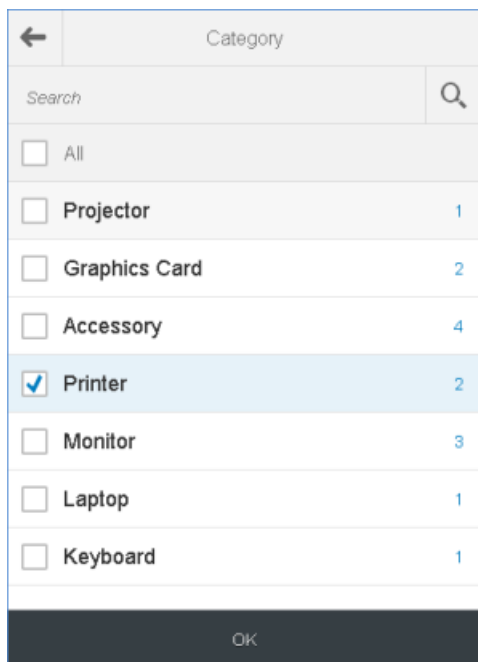 Category
Search
All
Projector 1
Graphics Card 2
Accessory 4
Printer 2
Monitor 3
Laptop 1
Keyboard 1
OK